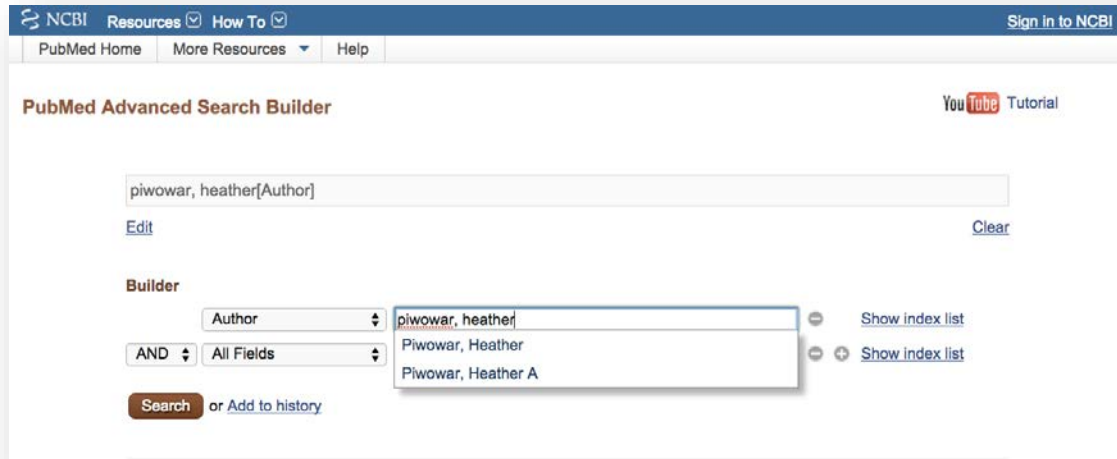 NCBI Resources How To Sign in to NCBI
PubMed Home More Resources Help
PubMed Advanced Search Builder YouTube Tutorial
piwowar, heather[Author]
Edit Clear
Builder
Author piwowar, heather Show index list
AND All Fields Piwowar, Heather Show index list
Piwowar, Heather A
Search or Add to history